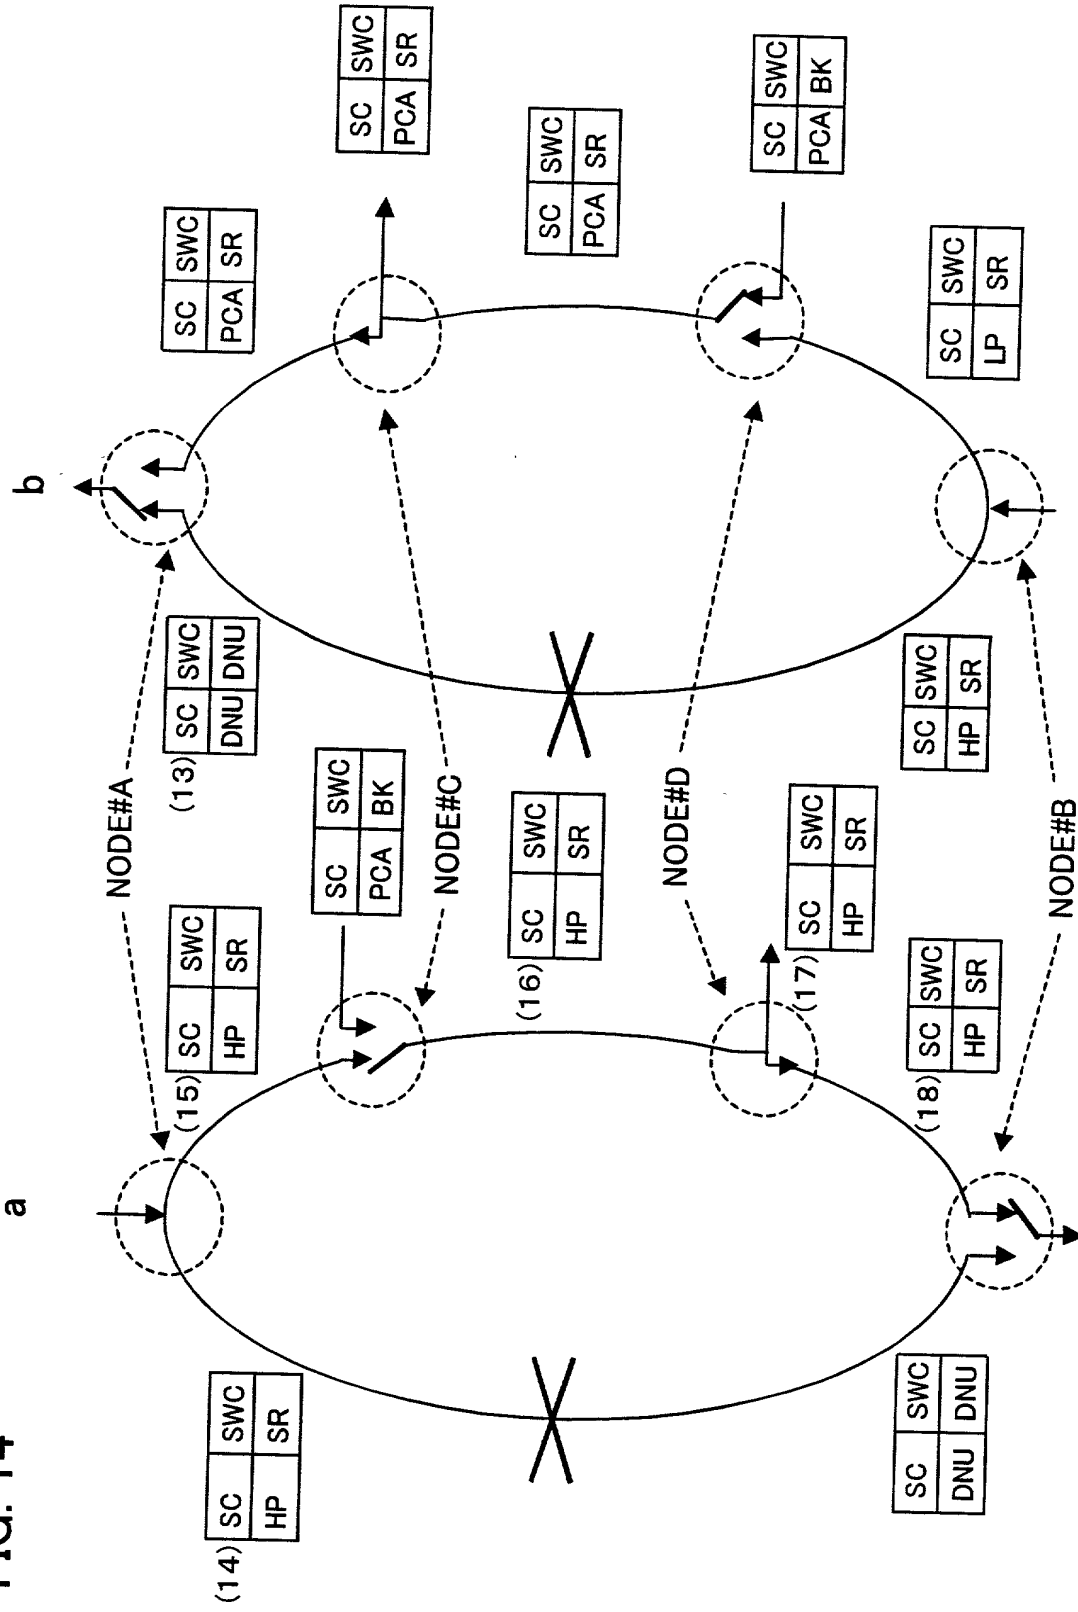 FIG. 14
a
b
NODE#A
NODE#C
NODE#D
NODE#B
(14)
SC SWC
HP SR
(15)
SC SWC
HP SR
SC SWC
PCA BK
(16)
SC SWC
HP SR
(17)
SC SWC
HP SR
(18)
SC SWC
HP SR
SC SWC
DNU DNU
(13)
SC SWC
DNU DNU
SC SWC
PCA SR
SC SWC
PCA SR
SC SWC
PCA SR
SC SWC
PCA BK
SC SWC
LP SR
SC SWC
HP SR